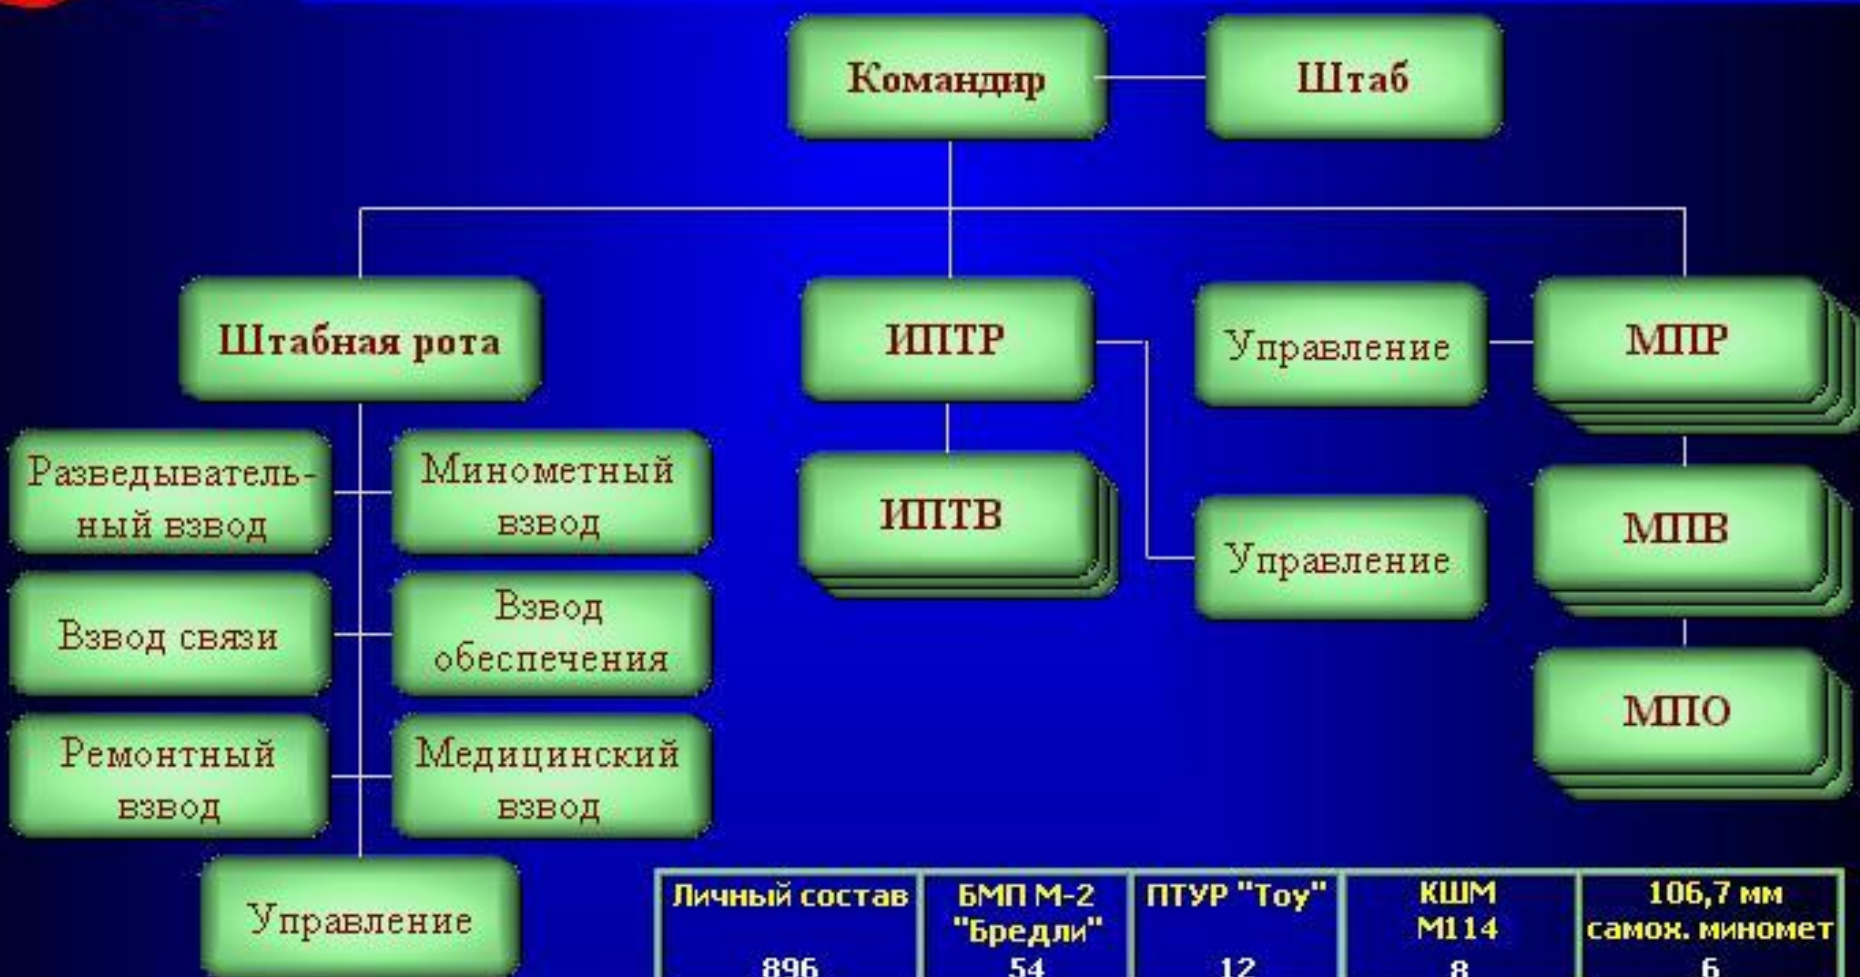 Командир
Штаб
Штабная рота
ИПТР
Управление
МПР
Разведыватель-
ный взвод
Минометный
взвод
ИПТВ
Управление
МПВ
Взвод связи
Взвод
обеспечения
МПО
Ремонтный
взвод
Медицинский
взвод
Управление
Личный состав
896
БМП М-2
"Бредли"
54
ПТУР "Тоу"
12
КШМ
М114
8
106,7 мм
самох. миномет
6